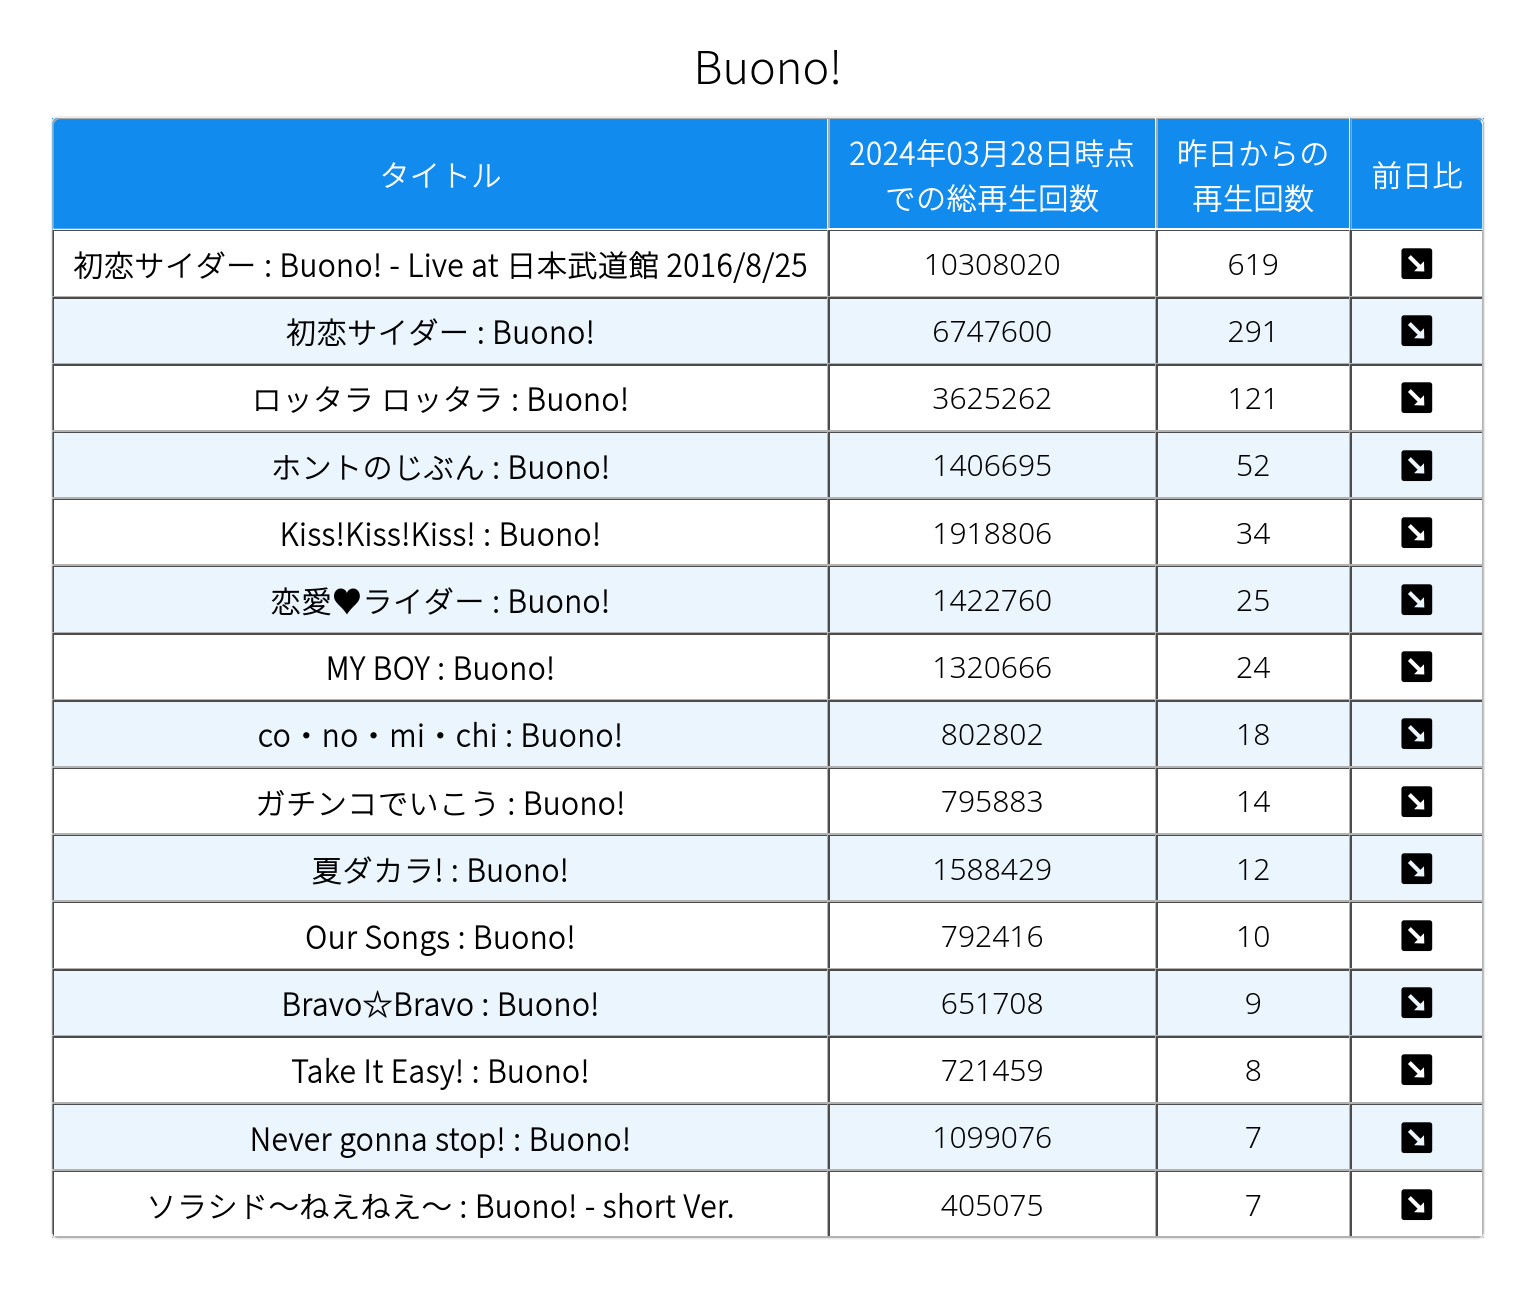 Buono!
タイトル
2024年03月28日時点
での総再生回数
昨日からの
再生回数
前日比
初恋サイダー : Buono! - Live at 日本武道館 2016/8/25 10308020 619
初恋サイダー : Buono! 6747600 291
ロッタラ ロッタラ : Buono! 3625262 121
ホントのじぶん : Buono! 1406695 52
Kiss!Kiss!Kiss! : Buono! 1918806 34
恋愛♥ライダー : Buono! 1422760 25
MY BOY : Buono! 1320666 24
co・no・mi・chi : Buono! 802802 18
ガチンコでいこう : Buono! 795883 14
夏ダカラ! : Buono! 1588429 12
Our Songs : Buono! 792416 10
Bravo☆Bravo : Buono! 651708 9
Take It Easy! : Buono! 721459 8
Never gonna stop! : Buono! 1099076 7
ソラシド〜ねえねえ〜 : Buono! - short Ver. 405075 7